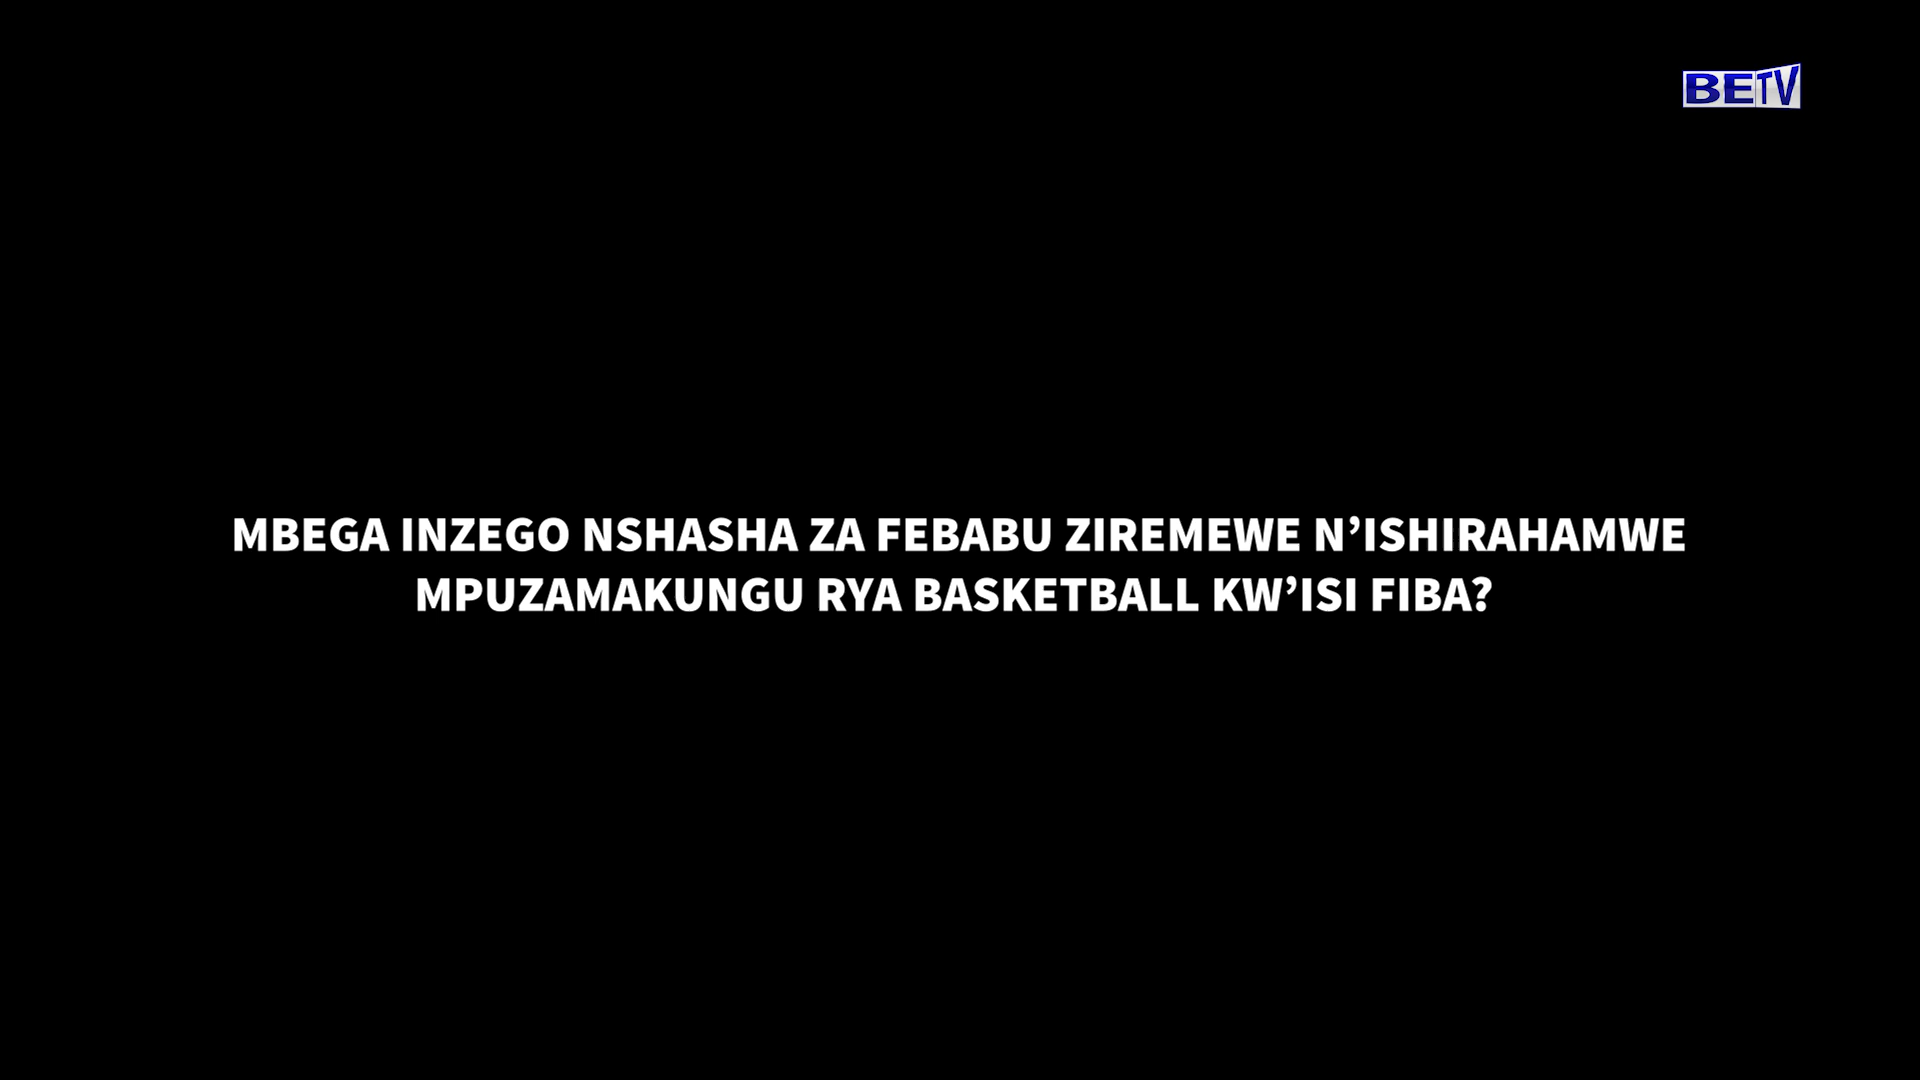 BETV
MBEGA INZEGO NSHASHA ZA FEBABU ZIREMEWE N’ISHIRAHAMWE
MPUZAMAKUNGU RYA BASKETBALL KW’ISI FIBA?